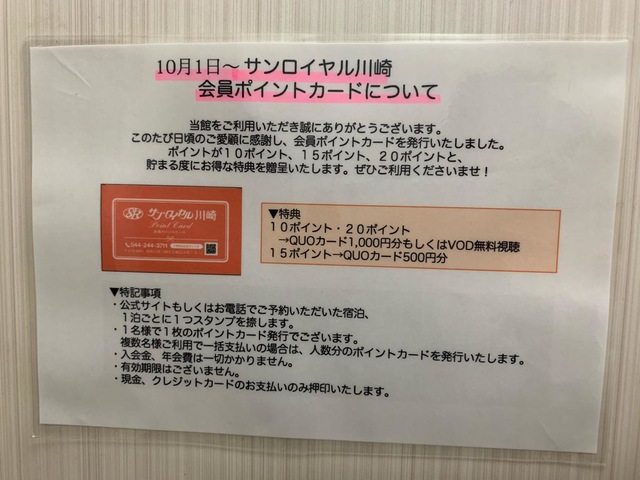 10月1日～サンロイヤル川崎
会員ポイントカードについて
当館をご利用いただき誠にありがとうございます。
このたび日頃のご愛顧に感謝し、会員ポイントカードを発行いたしました。
ポイントが１０ポイント、１５ポイント、２０ポイントと、
貯まる度にお得な特典を贈呈いたします。ぜひご利用くださいませ！
SR サンロイヤル川崎
Point Card
044-244-3711
▼特典
１０ポイント・２０ポイント
→QUOカード1,000円分もしくはVOD無料視聴
１５ポイント→QUOカード500円分
▼特記事項
・公式サイトもしくはお電話でご予約いただいた宿泊、
１泊ごとに１つスタンプを捺します。
・１名様で１枚のポイントカード発行でございます。
複数名様ご利用で一括支払いの場合は、人数分のポイントカードを発行いたします。
・入会金、年会費は一切かかりません。
・有効期限はございません。
・現金、クレジットカードのお支払いのみ押印いたします。